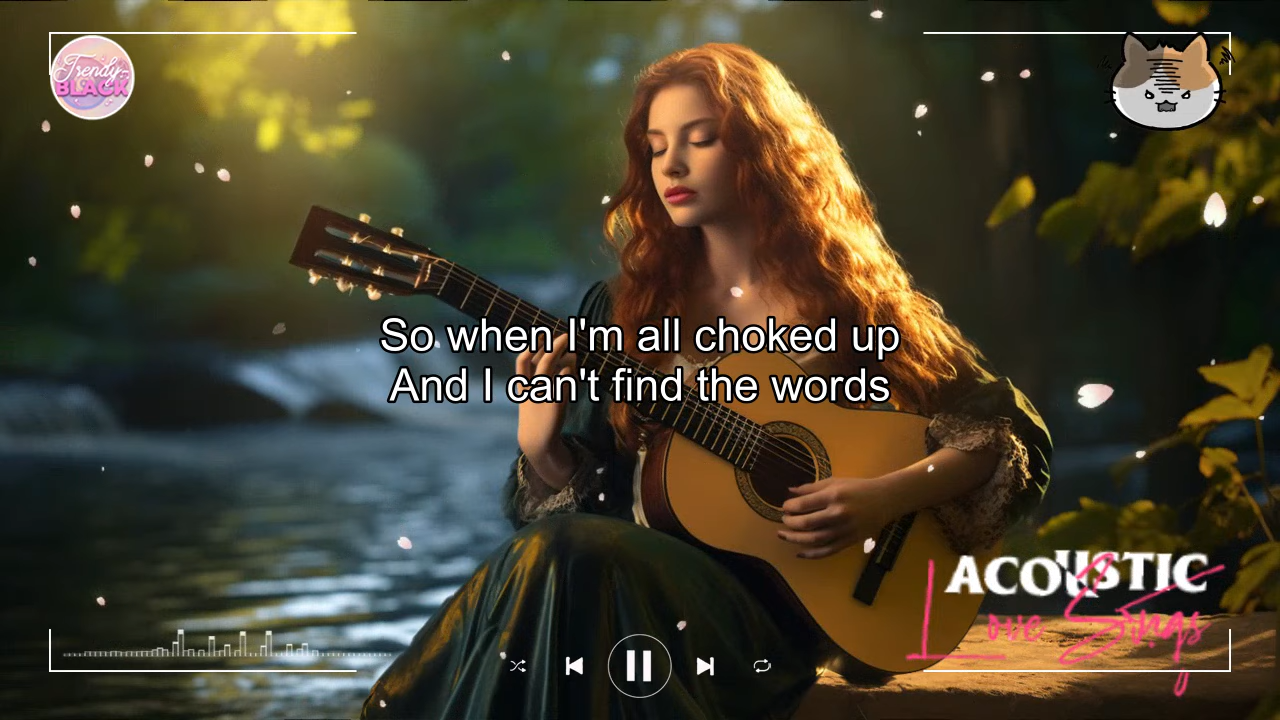 Trendy
BLACK
So when I'm all choked up
And I can't find the words
ACOUSTIC
Love Songs